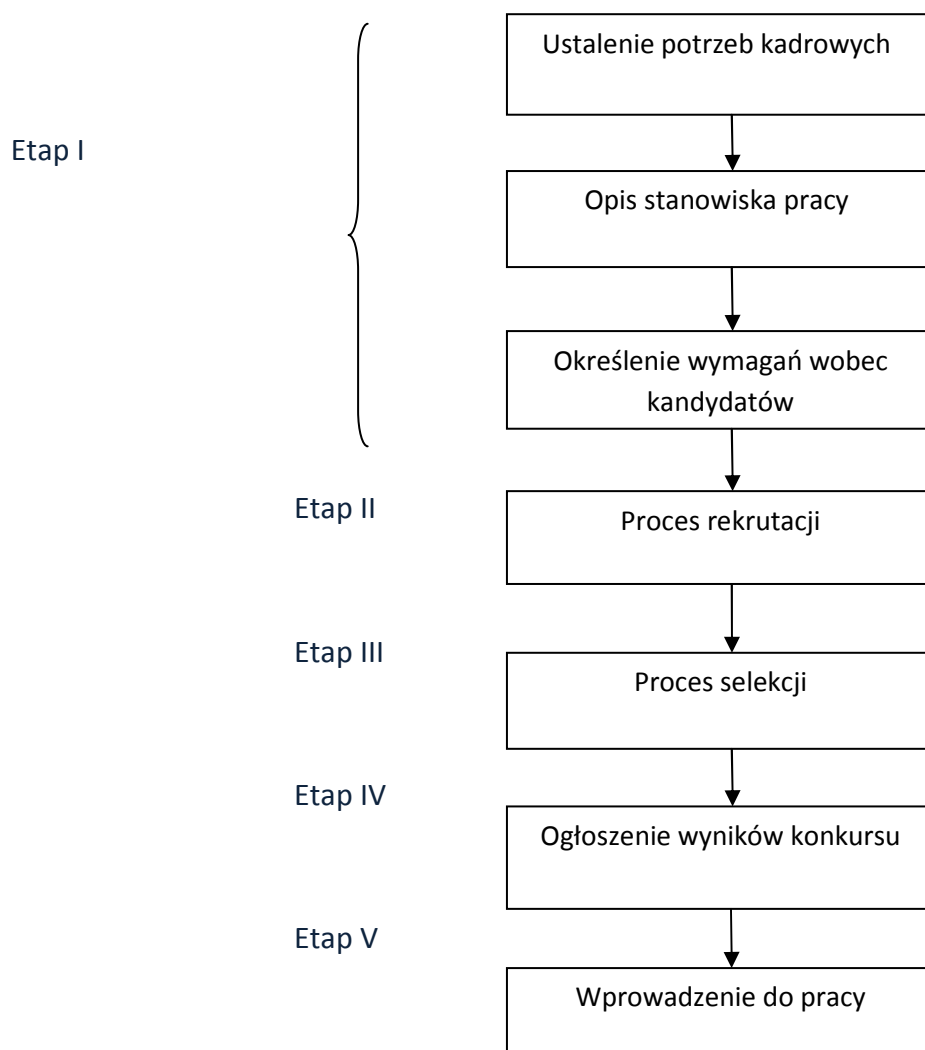 Ustalenie potrzeb kadrowych
Etap I
Opis stanowiska pracy
Określenie wymagań wobec
kandydatów
Etap II
Proces rekrutacji
Etap III
Proces selekcji
Etap IV
Ogłoszenie wyników konkursu
Etap V
Wprowadzenie do pracy